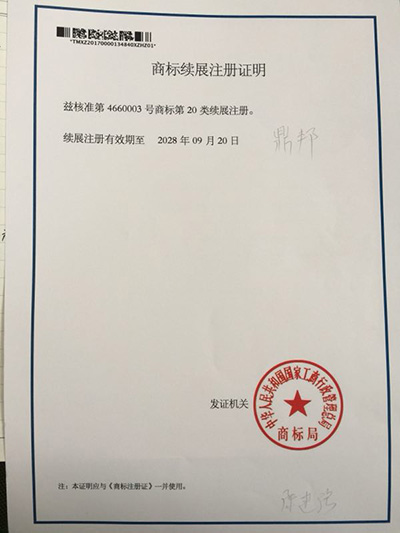 *TMXZ20170000134840XZHZ01*
商标续展注册证明
兹核准第 4660003 号商标第 20 类续展注册。
续展注册有效期至 2028 年 09 月 20 日
鼎邦
发证机关
中华人民共和国国家工商行政管理总局
商标局
注：本证明应与《商标注册证》一并使用。